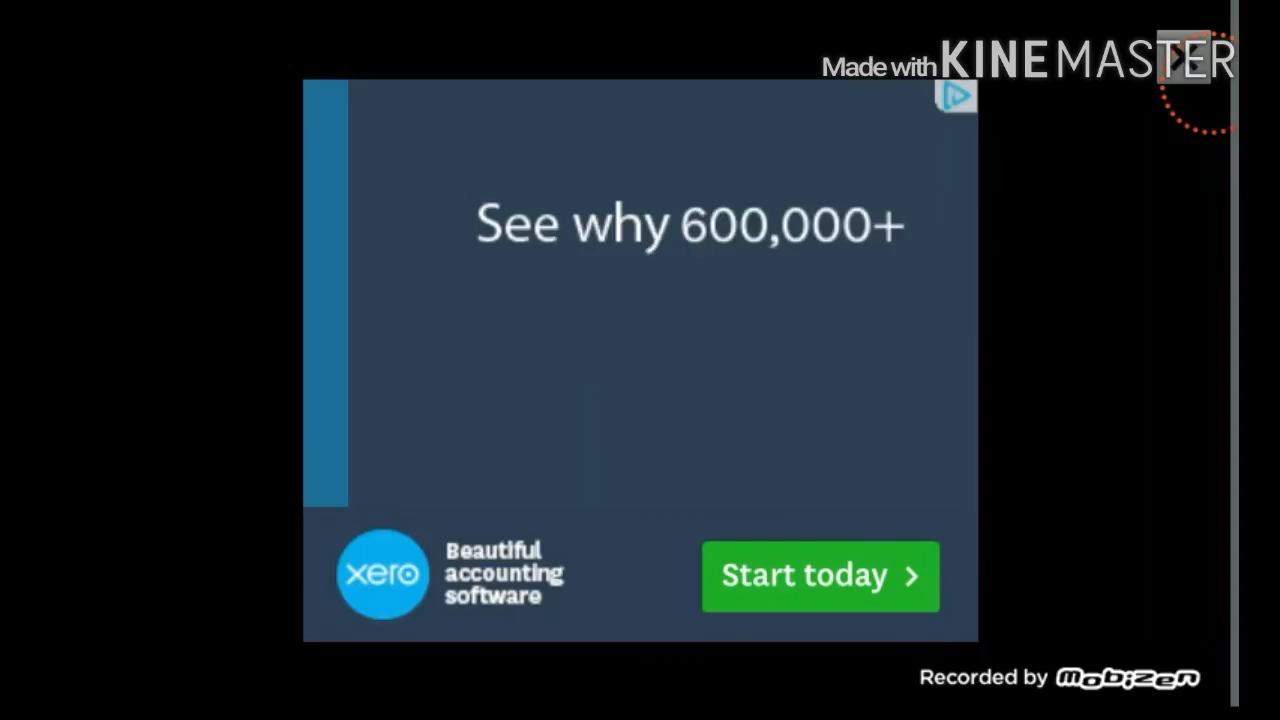 Made with KINEMASTER
See why 600,000+
xero
Beautiful
accounting
software
Start today >
Recorded by mobizen